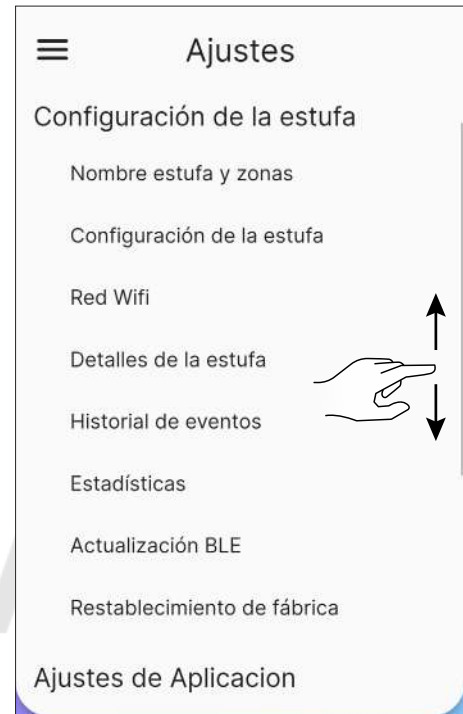 Ajustes
Configuración de la estufa
Nombre estufa y zonas
Configuración de la estufa
Red Wifi
Detalles de la estufa
Historial de eventos
Estadísticas
Actualización BLE
Restablecimiento de fábrica
Ajustes de Aplicacion